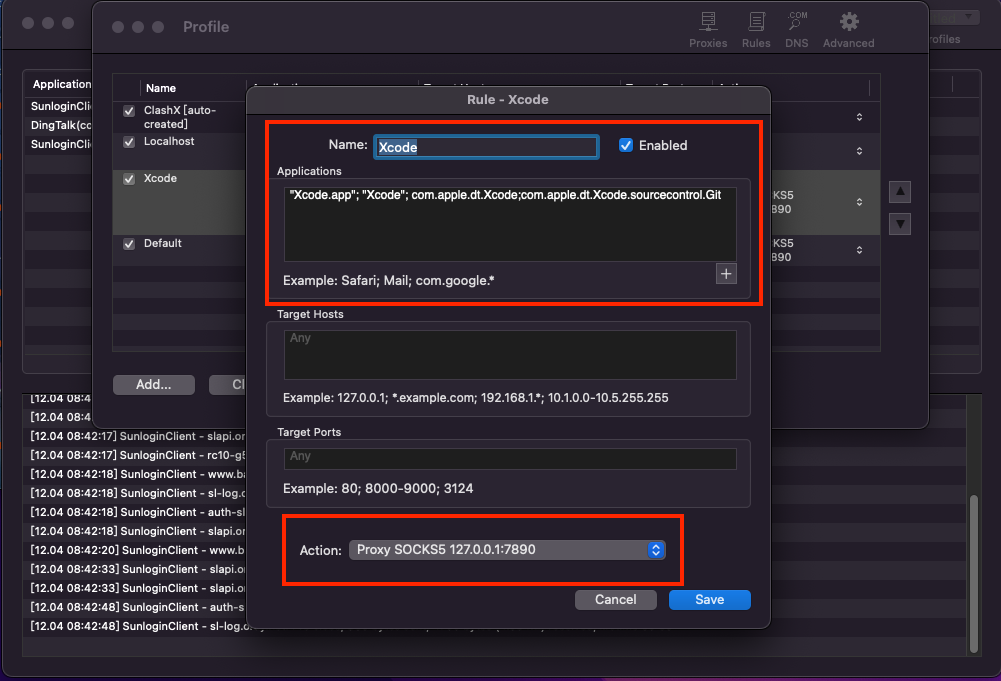 Profile
Proxies
Rules
.COM
DNS
Advanced
rofiles
Application
SunloginCli
DingTalk(cc
SunloginCli
Name
ClashX [auto-
created]
Localhost
Xcode
Default
KS5
890
KS5
890
Add...
Cl
Rule - Xcode
Name:
Xcode
Enabled
Applications
"Xcode.app"; "Xcode"; com.apple.dt.Xcode;com.apple.dt.Xcode.sourcecontrol.Git
Example: Safari; Mail; com.google.*
Target Hosts
Any
Example: 127.0.0.1; *.example.com; 192.168.1.*; 10.1.0.0-10.5.255.255
Target Ports
Any
Example: 80; 8000-9000; 3124
Action:
Proxy SOCKS5 127.0.0.1:7890
Cancel
Save
[12.04 08:4
[12.04 08:4
[12.04 08:42:17] SunloginClient - slapi.or
[12.04 08:42:17] SunloginClient - rc10-g5
[12.04 08:42:18] SunloginClient - www.ba
[12.04 08:42:18] SunloginClient - sl-log.o
[12.04 08:42:18] SunloginClient - auth-sl
[12.04 08:42:18] SunloginClient - slapi.or
[12.04 08:42:20] SunloginClient - www.b
[12.04 08:42:33] SunloginClient - slapi.or
[12.04 08:42:33] SunloginClient - slapi.or
[12.04 08:42:48] SunloginClient - auth-s
[12.04 08:42:48] SunloginClient - sl-log.o